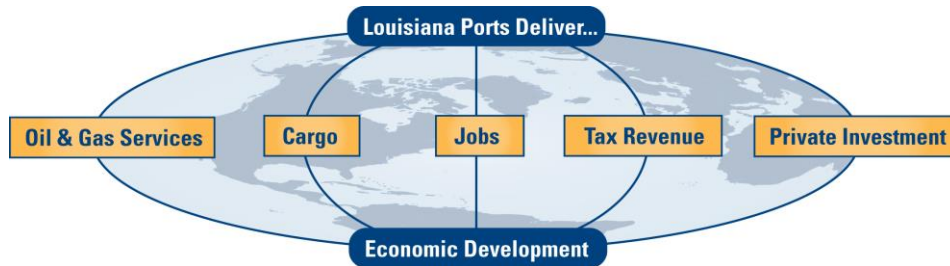 Louisiana Ports Deliver...
Oil & Gas Services
Cargo
Jobs
Tax Revenue
Private Investment
Economic Development